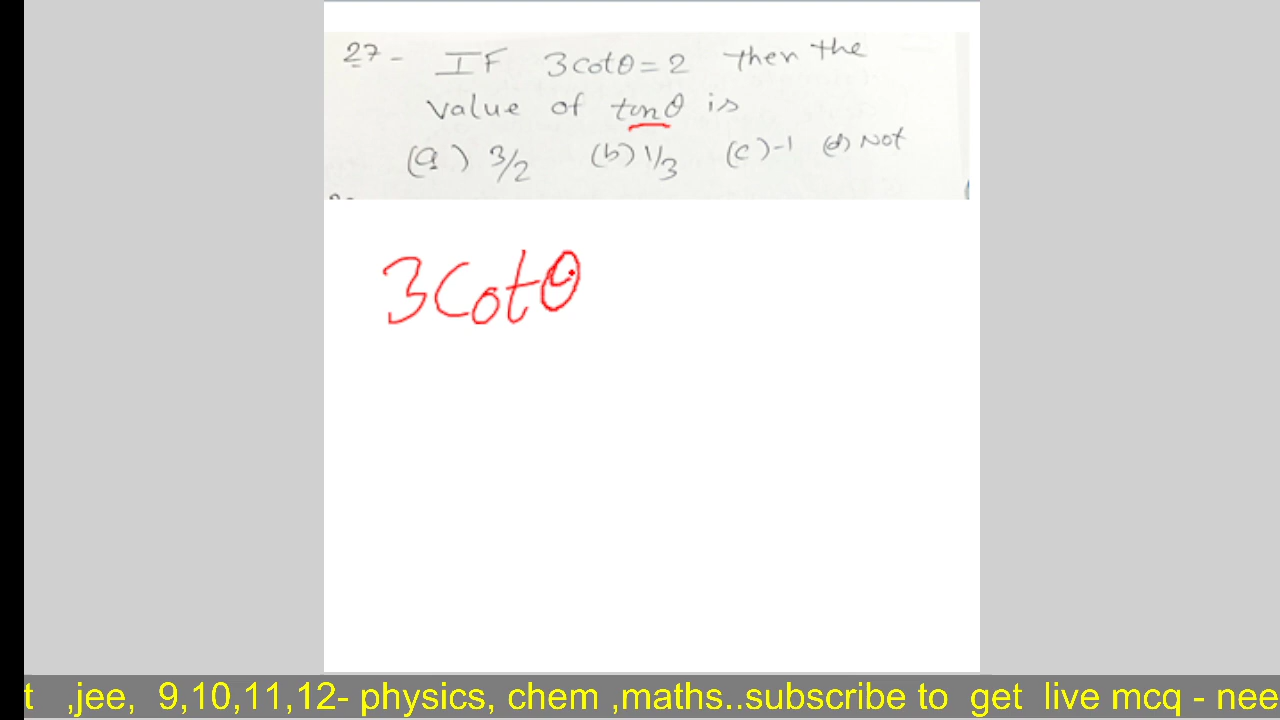 27- IF 3cotθ=2 then the
value of tanθ is
(a) 3/2 (b) 1/3 (c) -1 (d) Not
3cotθ
t ,jee, 9,10,11,12- physics, chem ,maths..subscribe to get live mcq - nee